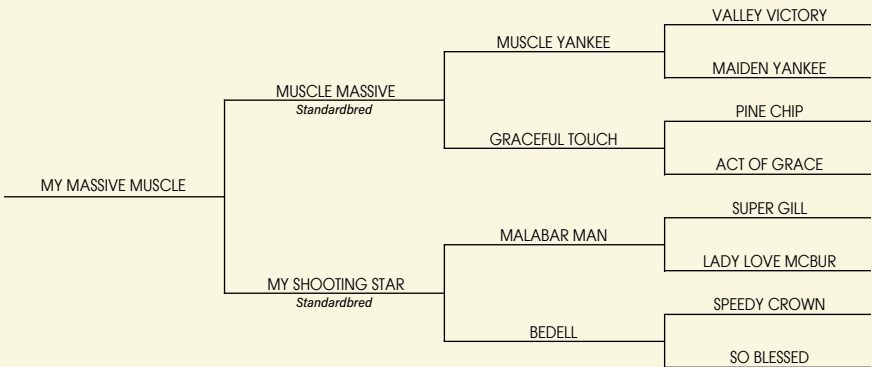 VALLEY VICTORY
MUSCLE YANKEE
MAIDEN YANKEE
MUSCLE MASSIVE
Standardbred
PINE CHIP
GRACEFUL TOUCH
ACT OF GRACE
MY MASSIVE MUSCLE
SUPER GILL
MALABAR MAN
LADY LOVE MCBUR
MY SHOOTING STAR
Standardbred
SPEEDY CROWN
BEDELL
SO BLESSED